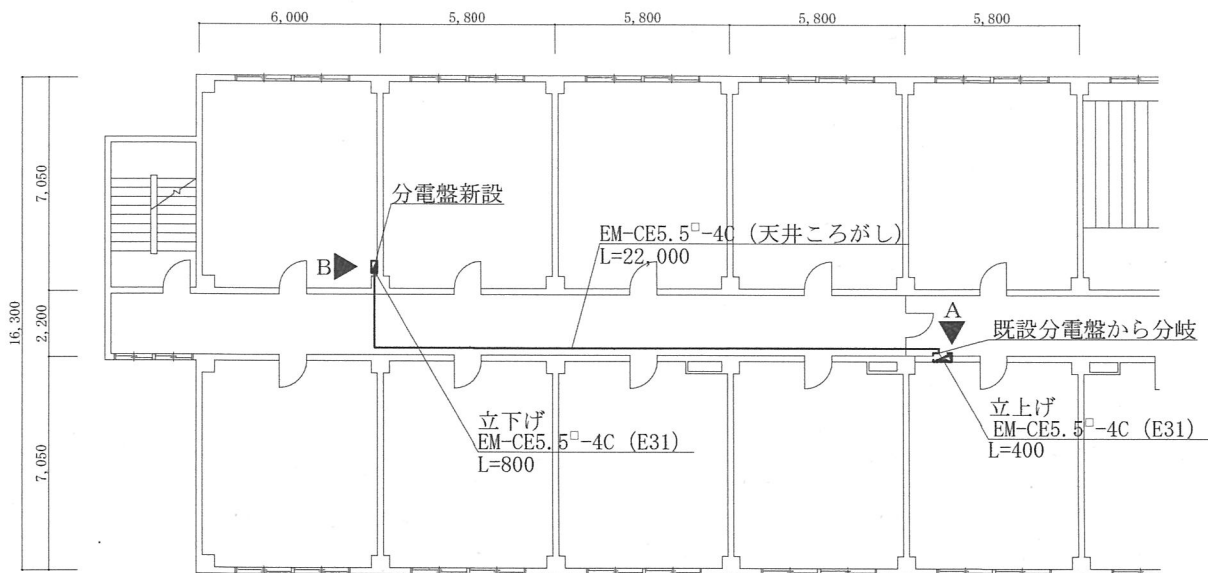 6,000
5,800
5,800
5,800
5,800
16,300
7,050
2,200
7,050
分電盤新設
EM-CE5.5□-4C (天井ころがし)
L=22,000
B
A
既設分電盤から分岐
立下げ
EM-CE5.5□-4C (E31)
L=800
立上げ
EM-CE5.5□-4C (E31)
L=400